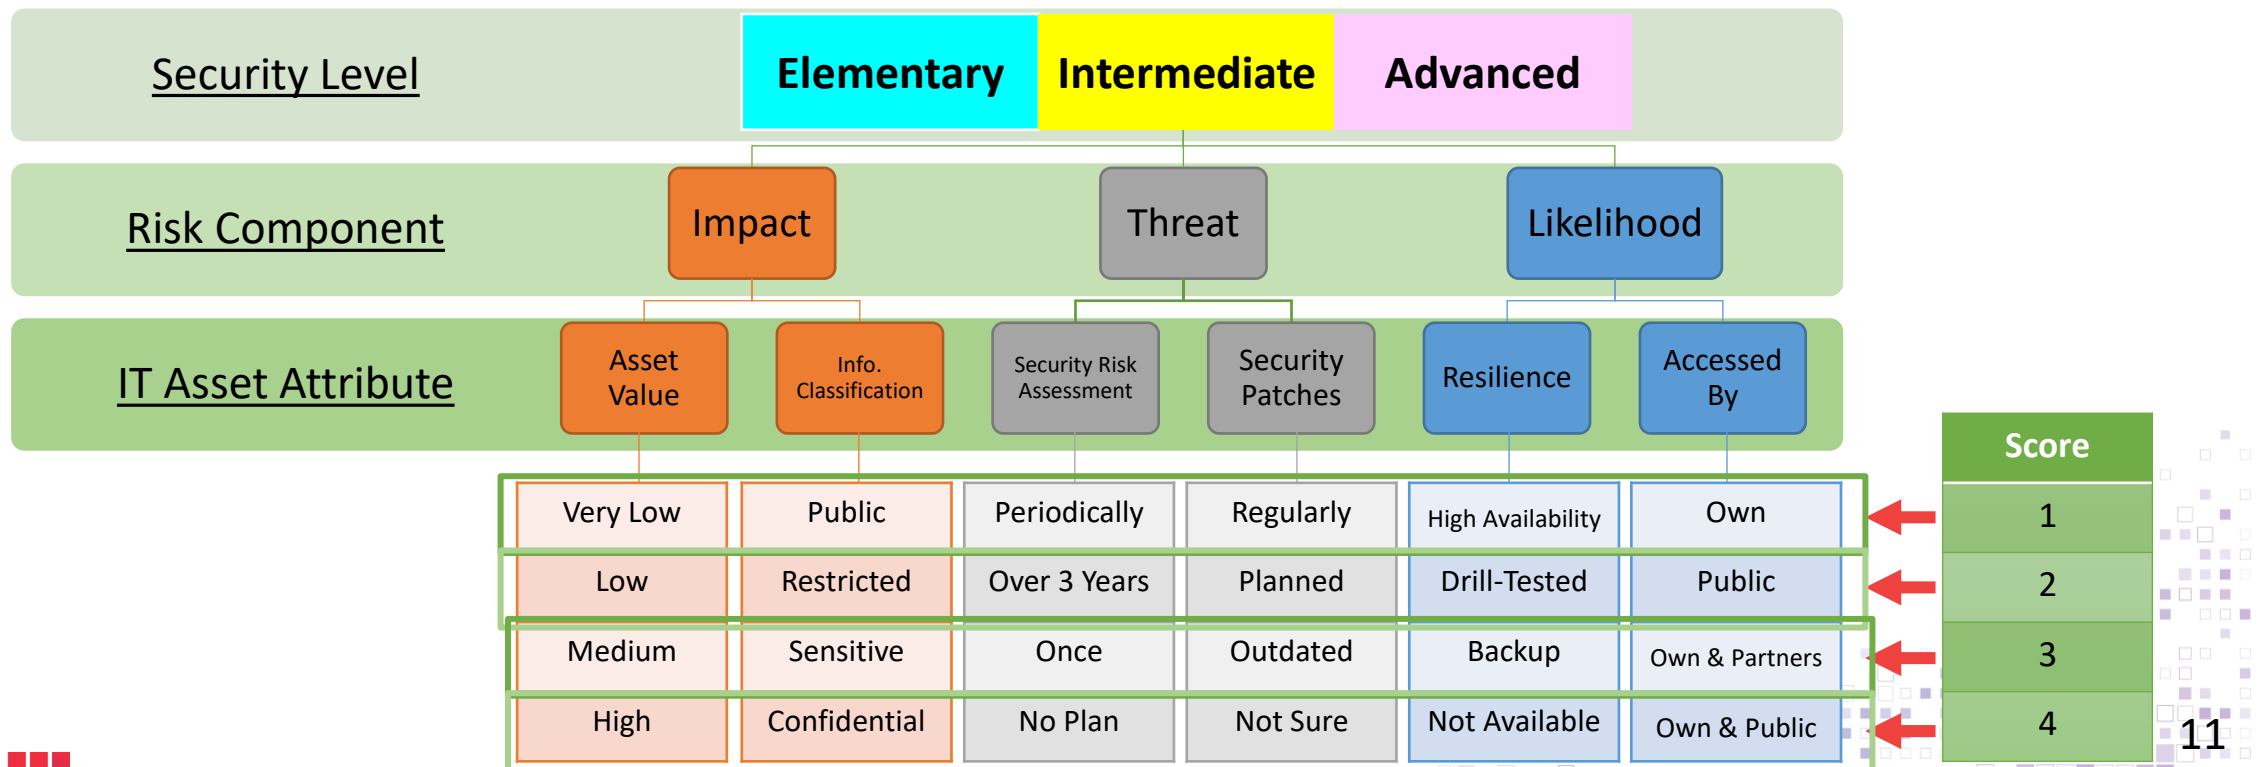 Security Level
Elementary
Intermediate
Advanced
Risk Component
Impact
Threat
Likelihood
IT Asset Attribute
Asset
Value
Info.
Classification
Security Risk
Assessment
Security
Patches
Resilience
Accessed
By
Score
Very Low
Public
Periodically
Regularly
High Availability
Own
1
Low
Restricted
Over 3 Years
Planned
Drill-Tested
Public
2
Medium
Sensitive
Once
Outdated
Backup
Own & Partners
3
High
Confidential
No Plan
Not Sure
Not Available
Own & Public
4
11